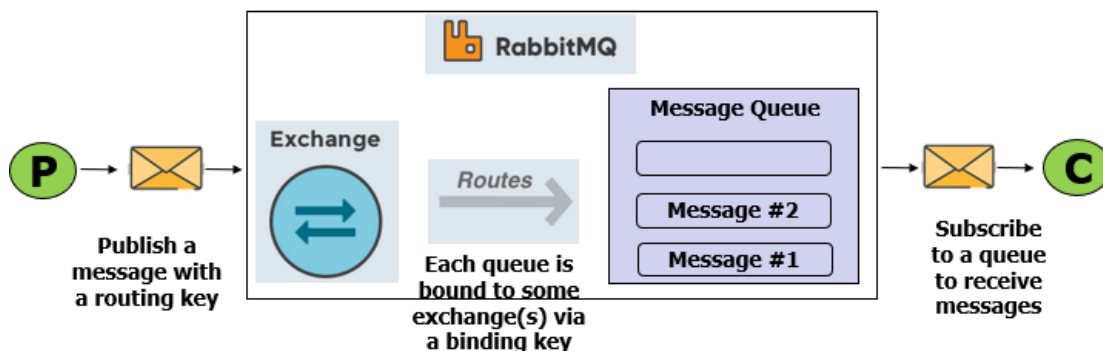 RabbitMQ
Message Queue
Exchange
P
Routes
C
Message #2
Message #1
Publish a
message with
a routing key
Each queue is
bound to some
exchange(s) via
a binding key
Subscribe
to a queue
to receive
messages